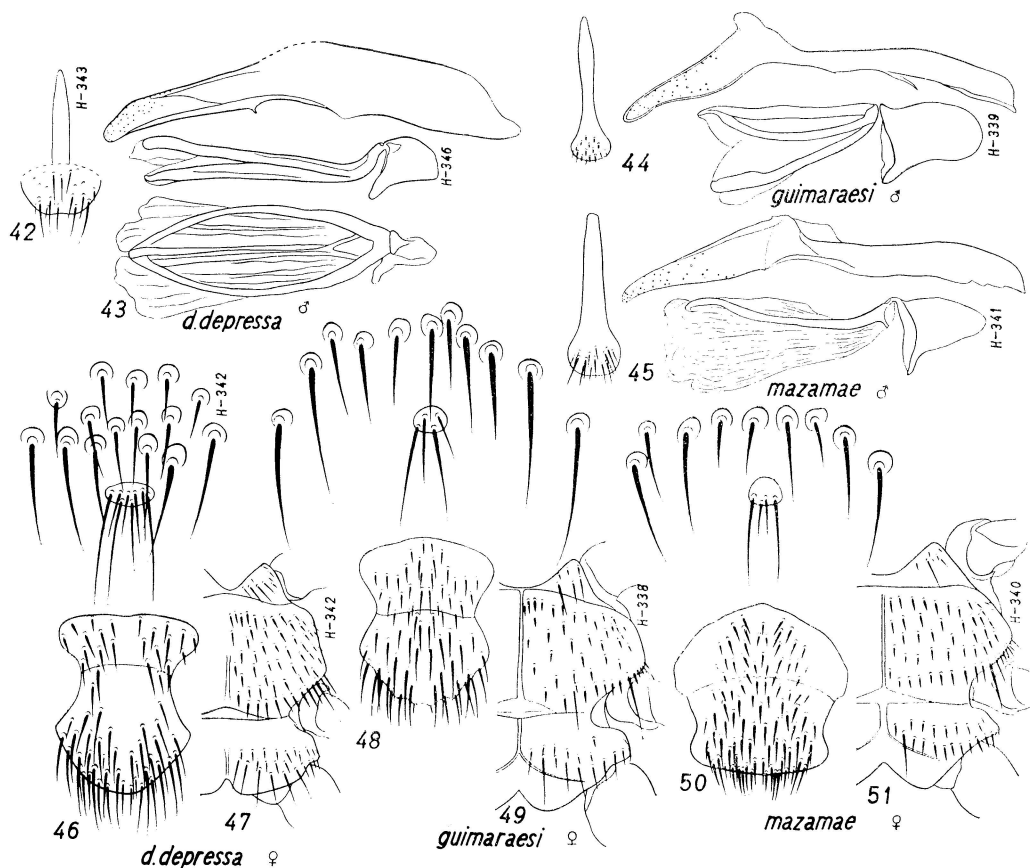 H-343
42
H-346
43
d.depressa ♂
44
H-339
guimaraesi ♂
45
H-341
mazamae ♂
H-342
46
H-342
47
d.depressa ♀
48
H-338
49
guimaraesi ♀
50
H-340
51
mazamae ♀